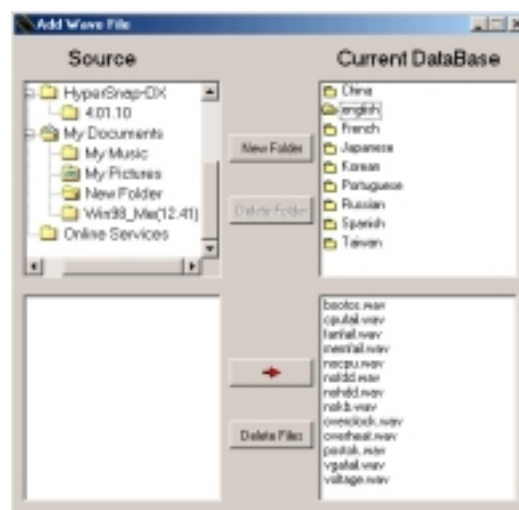 Add Wave File
Source
Current DataBase
HyperSnap-DX
4.01.10
My Documents
My Music
My Pictures
New Folder
Win98_Me(12.41)
Online Services
New Folder
Delete Folder
China
english
French
Japanese
Korean
Portuguese
Russian
Spanish
Taiwan
Delete Files
bootos.wav
cpufail.wav
fanfail.wav
memfail.wav
nocpu.wav
nofdd.wav
nohdd.wav
nokb.wav
overclock.wav
overheat.wav
postok.wav
vgafail.wav
voltage.wav